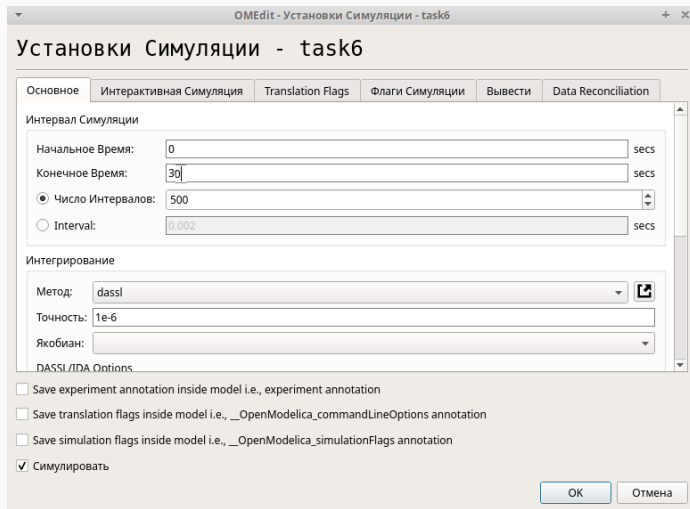 OMEdit - Установки Симуляции - task6
Установки Симуляции - task6
Основное Интерактивная Симуляция Translation Flags Флаги Симуляции Вывести Data Reconciliation
Интервал Симуляции
Начальное Время: 0 secs
Конечное Время: 30 secs
Число Интервалов: 500
Interval: 0.002 secs
Интегрирование
Метод: dassl
Точность: 1e-6
Якобиан:
DASSL/IDA Options
Save experiment annotation inside model i.e., experiment annotation
Save translation flags inside model i.e., __OpenModelica_commandLineOptions annotation
Save simulation flags inside model i.e., __OpenModelica_simulationFlags annotation
Симулировать
OK Отмена